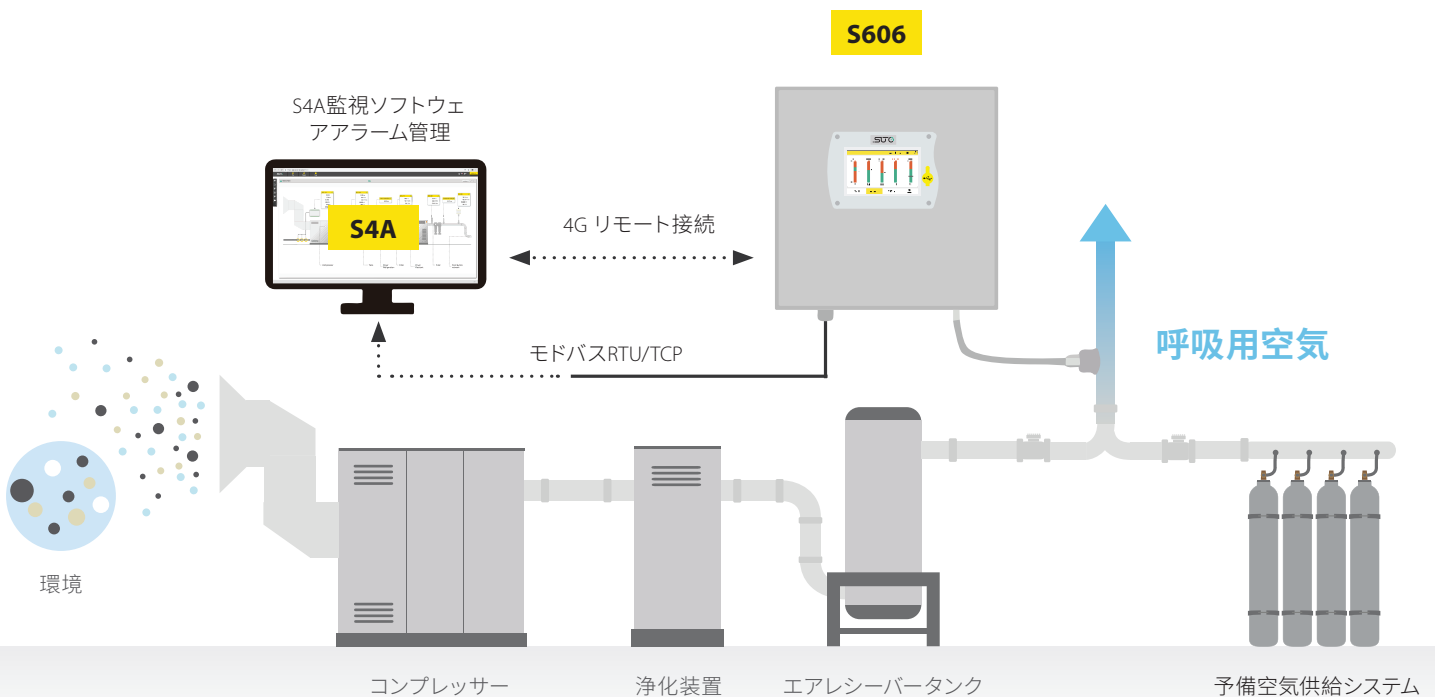 S606
S4A監視ソフトウェ
アアラーム管理
SUTO
S4A
4G リモート接続
モドバスRTU/TCP
呼吸用空気
環境
コンプレッサー
浄化装置
エアレシーバータンク
予備空気供給システム